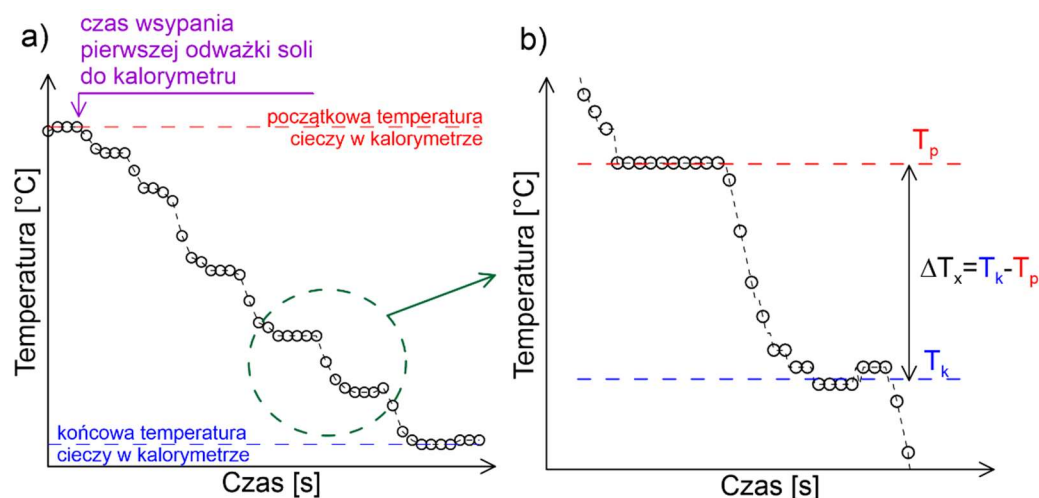 a)
czas wsypania
pierwszej odważki soli
do kalorymetru
początkowa temperatura
cieczy w kalorymetrze
Temperatura [°C]
końcowa temperatura
cieczy w kalorymetrze
Czas [s]
b)
Tp
ΔTx=Tk-Tp
Tk
Temperatura [°C]
Czas [s]